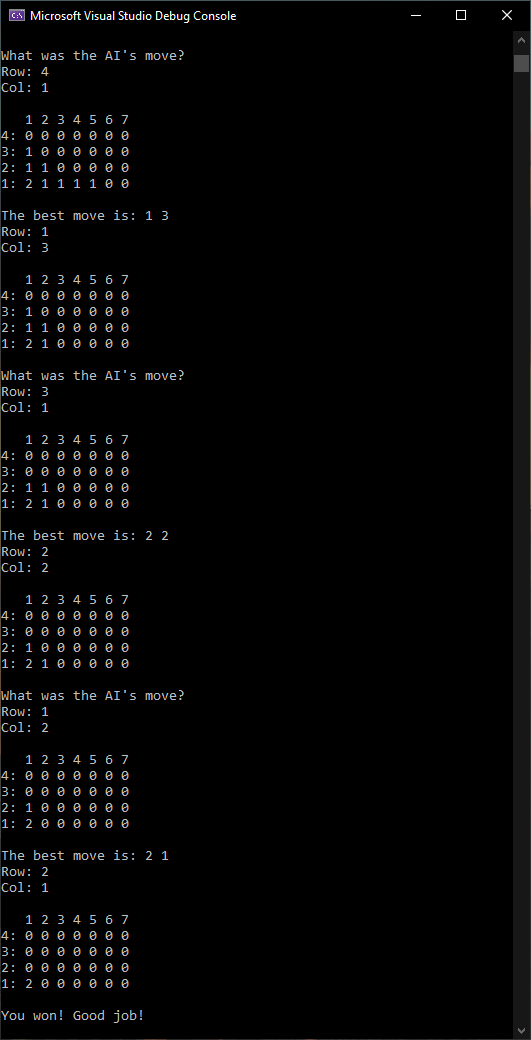 Microsoft Visual Studio Debug Console
What was the AI's move?
Row: 4
Col: 1
1 2 3 4 5 6 7
4: 0 0 0 0 0 0 0
3: 1 0 0 0 0 0 0
2: 1 1 0 0 0 0 0
1: 2 1 1 1 1 0 0
The best move is: 1 3
Row: 1
Col: 3
1 2 3 4 5 6 7
4: 0 0 0 0 0 0 0
3: 1 0 0 0 0 0 0
2: 1 1 0 0 0 0 0
1: 2 1 0 0 0 0 0
What was the AI's move?
Row: 3
Col: 1
1 2 3 4 5 6 7
4: 0 0 0 0 0 0 0
3: 0 0 0 0 0 0 0
2: 1 1 0 0 0 0 0
1: 2 1 0 0 0 0 0
The best move is: 2 2
Row: 2
Col: 2
1 2 3 4 5 6 7
4: 0 0 0 0 0 0 0
3: 0 0 0 0 0 0 0
2: 1 0 0 0 0 0 0
1: 2 1 0 0 0 0 0
What was the AI's move?
Row: 1
Col: 2
1 2 3 4 5 6 7
4: 0 0 0 0 0 0 0
3: 0 0 0 0 0 0 0
2: 1 0 0 0 0 0 0
1: 2 0 0 0 0 0 0
The best move is: 2 1
Row: 2
Col: 1
1 2 3 4 5 6 7
4: 0 0 0 0 0 0 0
3: 0 0 0 0 0 0 0
2: 0 0 0 0 0 0 0
1: 2 0 0 0 0 0 0
You won! Good job!